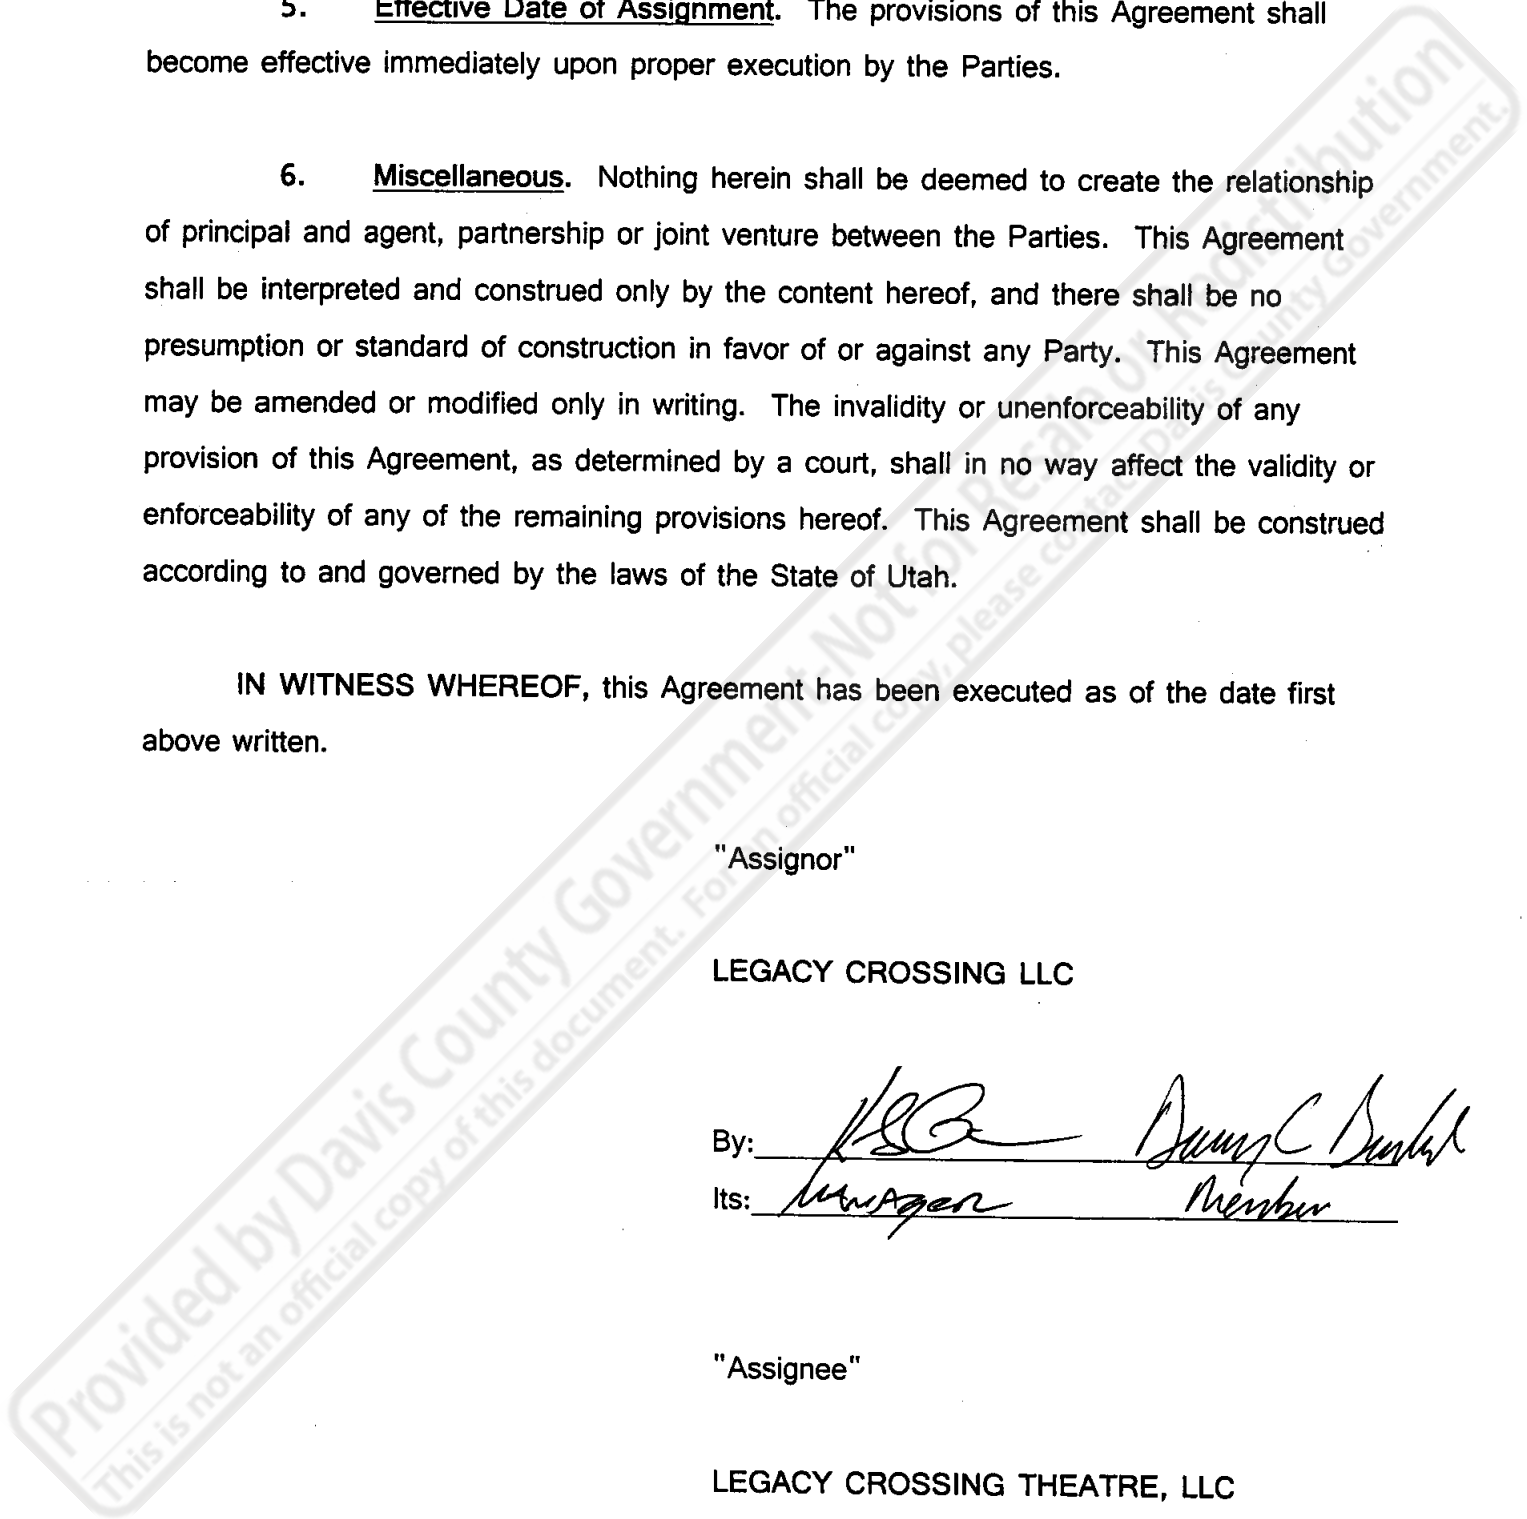 5. Effective Date of Assignment. The provisions of this Agreement shall
become effective immediately upon proper execution by the Parties.
6. Miscellaneous. Nothing herein shall be deemed to create the relationship
of principal and agent, partnership or joint venture between the Parties. This Agreement
shall be interpreted and construed only by the content hereof, and there shall be no
presumption or standard of construction in favor of or against any Party. This Agreement
may be amended or modified only in writing. The invalidity or unenforceability of any
provision of this Agreement, as determined by a court, shall in no way affect the validity or
enforceability of any of the remaining provisions hereof. This Agreement shall be construed
according to and governed by the laws of the State of Utah.
IN WITNESS WHEREOF, this Agreement has been executed as of the date first
above written.
"Assignor"
LEGACY CROSSING LLC
By:
Its: Manager Member
"Assignee"
LEGACY CROSSING THEATRE, LLC
Provided by Davis County Government-Not for Resale or Redistribution
This is not an official copy of this document. For an official copy, please contact Davis County Government.